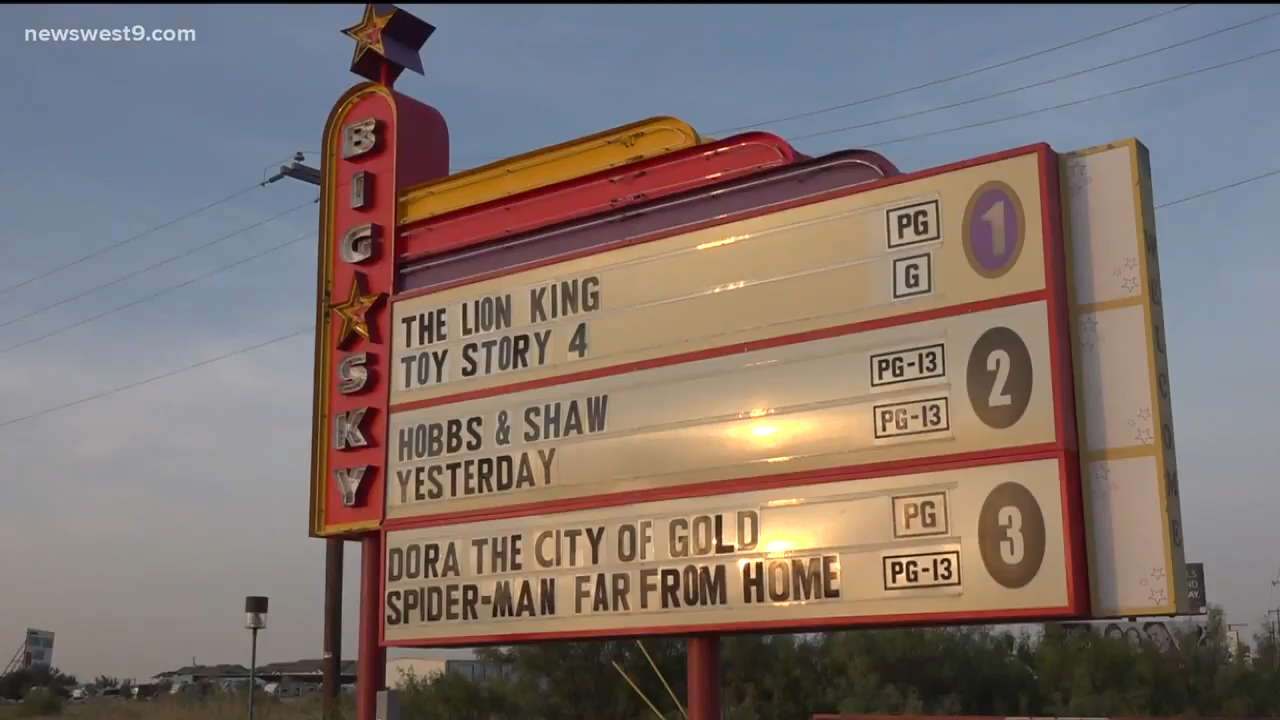 newswest9.com
BIG SKY
PG
1
THE LION KING
G
TOY STORY 4
PG-13
2
HOBBS & SHAW
PG-13
YESTERDAY
PG
3
DORA THE CITY OF GOLD
PG-13
SPIDER-MAN FAR FROM HOME
WELCOME